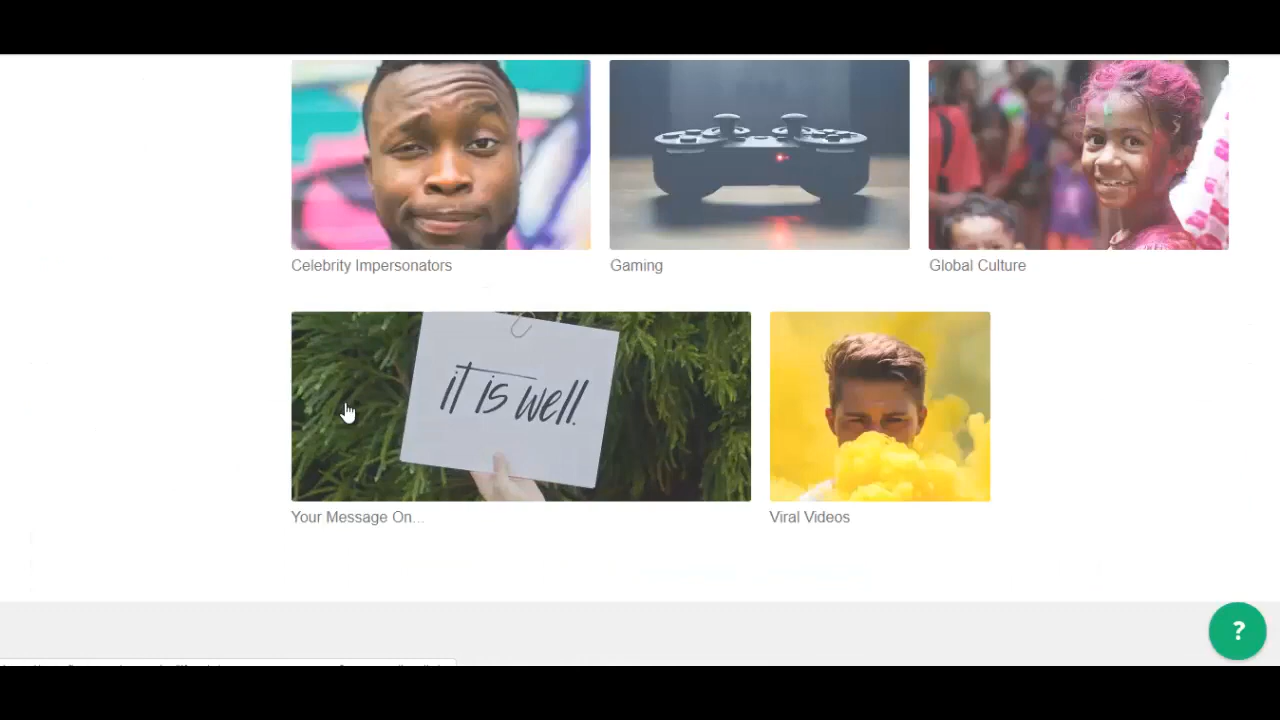 Celebrity Impersonators
Gaming
Global Culture
it is well.
Your Message On...
Viral Videos
?